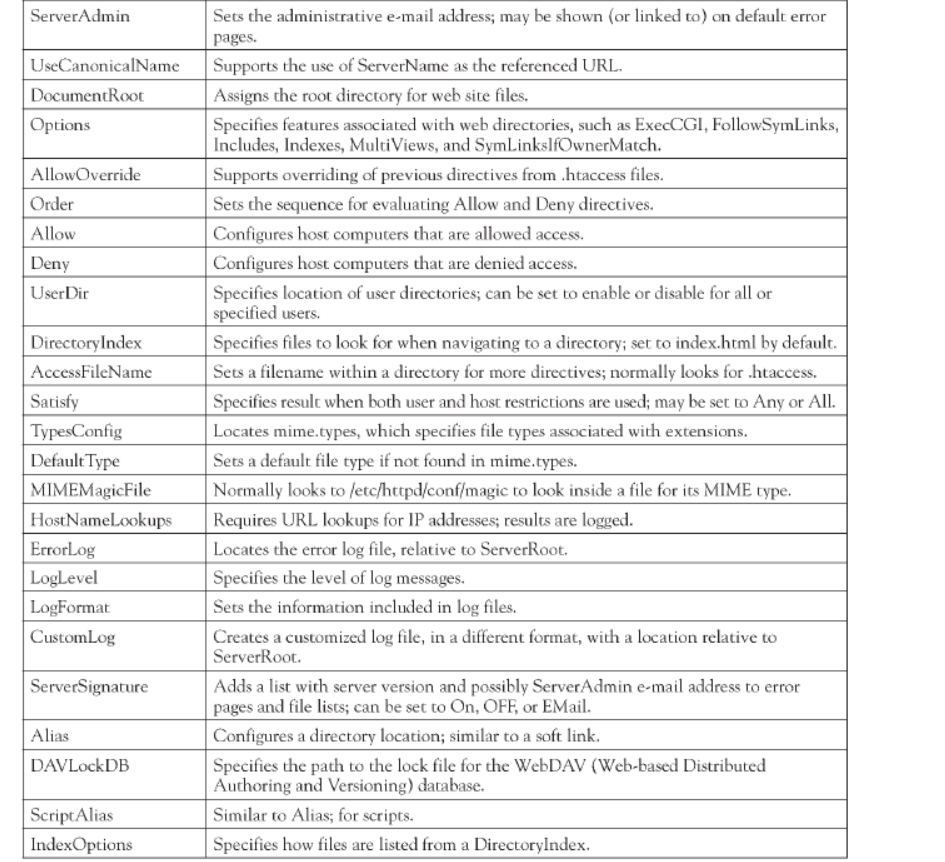 ServerAdmin
Sets the administrative e-mail address; may be shown (or linked to) on default error
pages.
UseCanonicalName
Supports the use of ServerName as the referenced URL.
DocumentRoot
Assigns the root directory for web site files.
Options
Specifies features associated with web directories, such as ExecCGI, FollowSymLinks,
Includes, Indexes, MultiViews, and SymLinksIfOwnerMatch.
AllowOverride
Supports overriding of previous directives from .htaccess files.
Order
Sets the sequence for evaluating Allow and Deny directives.
Allow
Configures host computers that are allowed access.
Deny
Configures host computers that are denied access.
UserDir
Specifies location of user directories; can be set to enable or disable for all or
specified users.
DirectoryIndex
Specifies files to look for when navigating to a directory; set to index.html by default.
AccessFileName
Sets a filename within a directory for more directives; normally looks for .htaccess.
Satisfy
Specifies result when both user and host restrictions are used; may be set to Any or All.
TypesConfig
Locates mime.types, which specifies file types associated with extensions.
DefaultType
Sets a default file type if not found in mime.types.
MIMEMagicFile
Normally looks to /etc/httpd/conf/magic to look inside a file for its MIME type.
HostNameLookups
Requires URL lookups for IP addresses; results are logged.
ErrorLog
Locates the error log file, relative to ServerRoot.
LogLevel
Specifies the level of log messages.
LogFormat
Sets the information included in log files.
CustomLog
Creates a customized log file, in a different format, with a location relative to
ServerRoot.
ServerSignature
Adds a list with server version and possibly ServerAdmin e-mail address to error
pages and file lists; can be set to On, OFF, or EMail.
Alias
Configures a directory location; similar to a soft link.
DAVLockDB
Specifies the path to the lock file for the WebDAV (Web-based Distributed
Authoring and Versioning) database.
ScriptAlias
Similar to Alias; for scripts.
IndexOptions
Specifies how files are listed from a DirectoryIndex.